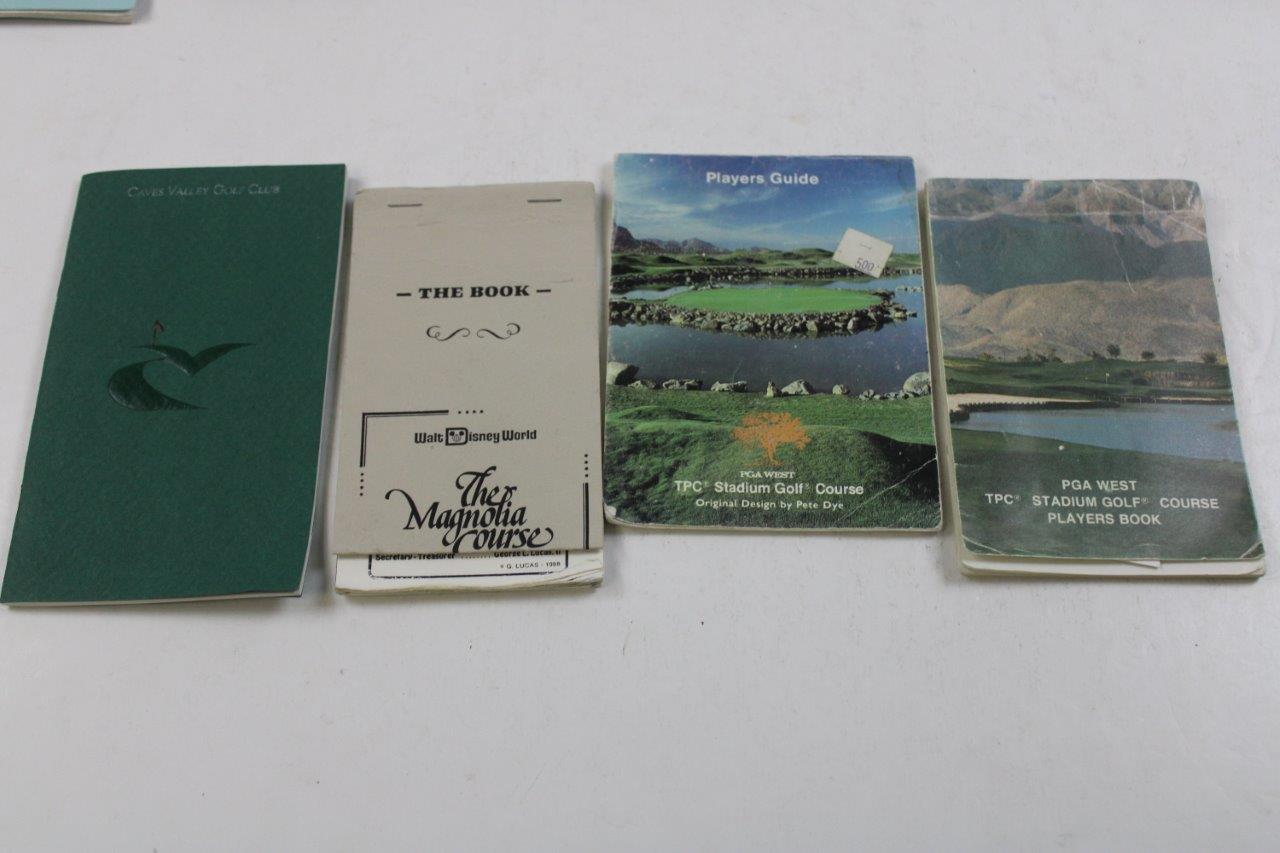 CAVES VALLEY GOLF CLUB
– THE BOOK –
Walt Disney World
The
Magnolia
Course
Secretary - Treasurer ........ George L. Lucas, II
© G. LUCAS - 1988
Players Guide
500
PGA WEST
TPC® Stadium Golf® Course
Original Design by Pete Dye
PGA WEST
TPC® STADIUM GOLF® COURSE
PLAYERS BOOK